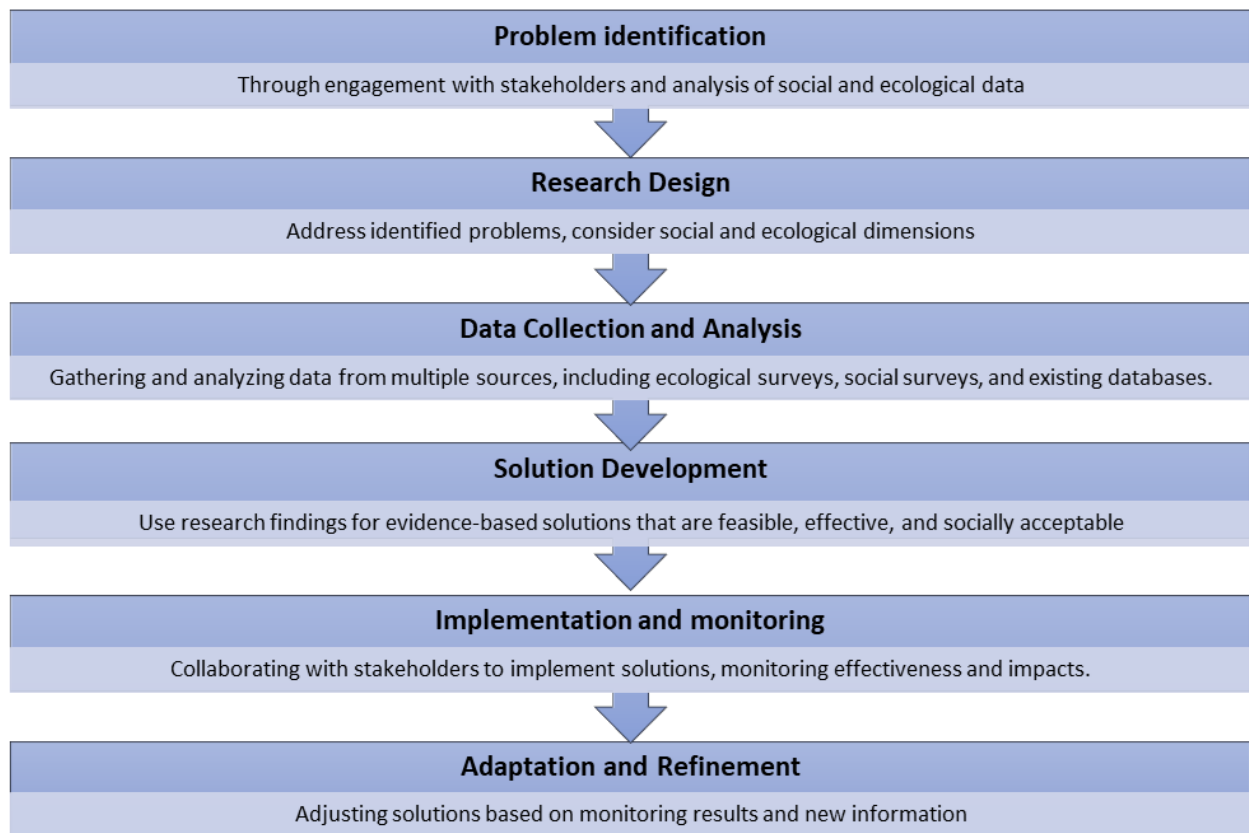 Problem identification
Through engagement with stakeholders and analysis of social and ecological data
Research Design
Address identified problems, consider social and ecological dimensions
Data Collection and Analysis
Gathering and analyzing data from multiple sources, including ecological surveys, social surveys, and existing databases.
Solution Development
Use research findings for evidence-based solutions that are feasible, effective, and socially acceptable
Implementation and monitoring
Collaborating with stakeholders to implement solutions, monitoring effectiveness and impacts.
Adaptation and Refinement
Adjusting solutions based on monitoring results and new information